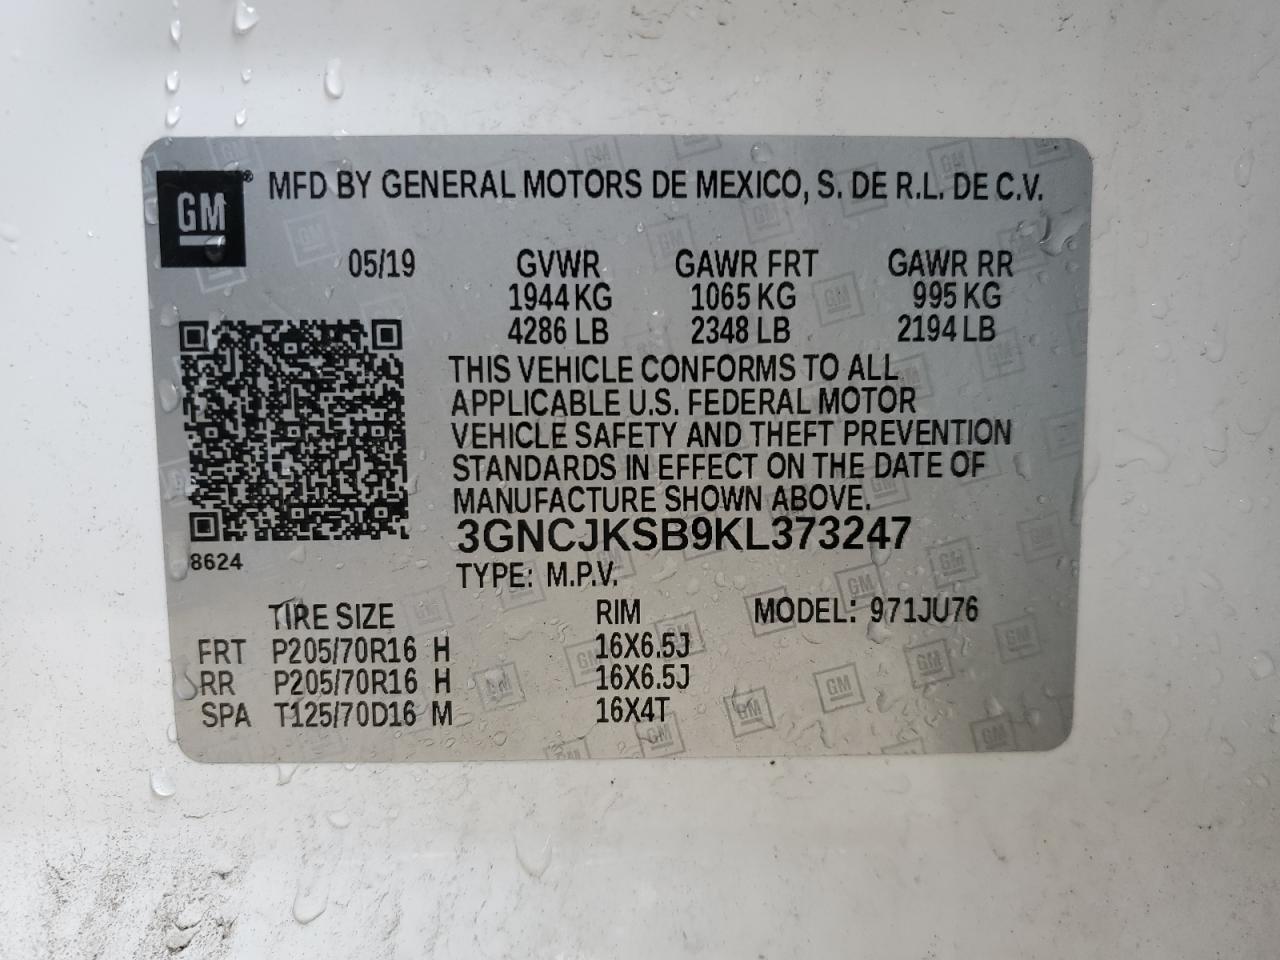 GM® MFD BY GENERAL MOTORS DE MEXICO, S. DE R.L. DE C.V.
05/19 GVWR GAWR FRT GAWR RR
1944 KG 1065 KG 995 KG
4286 LB 2348 LB 2194 LB
THIS VEHICLE CONFORMS TO ALL
APPLICABLE U.S. FEDERAL MOTOR
VEHICLE SAFETY AND THEFT PREVENTION
STANDARDS IN EFFECT ON THE DATE OF
MANUFACTURE SHOWN ABOVE.
3GNCJKSB9KL373247
8624
TYPE: M.P.V.
TIRE SIZE RIM MODEL: 971JU76
FRT P205/70R16 H 16X6.5J
RR P205/70R16 H 16X6.5J
SPA T125/70D16 M 16X4T